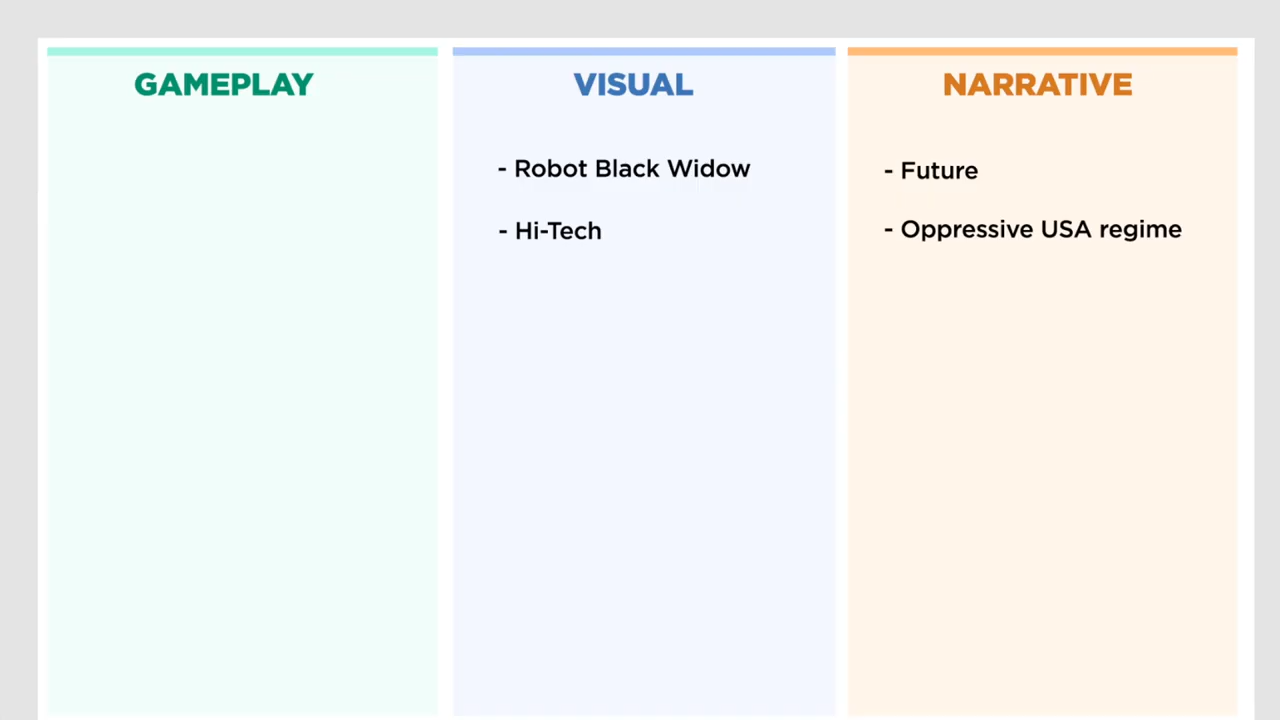 GAMEPLAY
VISUAL
- Robot Black Widow
- Hi-Tech
NARRATIVE
- Future
- Oppressive USA regime